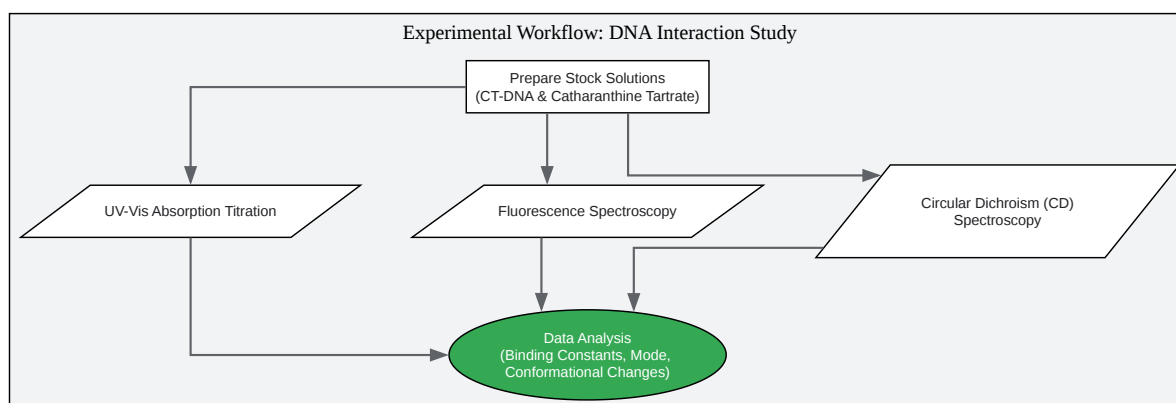 Experimental Workflow: DNA Interaction Study
Prepare Stock Solutions
(CT-DNA & Catharanthine Tartrate)
UV-Vis Absorption Titration
Fluorescence Spectroscopy
Circular Dichroism (CD)
Spectroscopy
Data Analysis
(Binding Constants, Mode,
Conformational Changes)